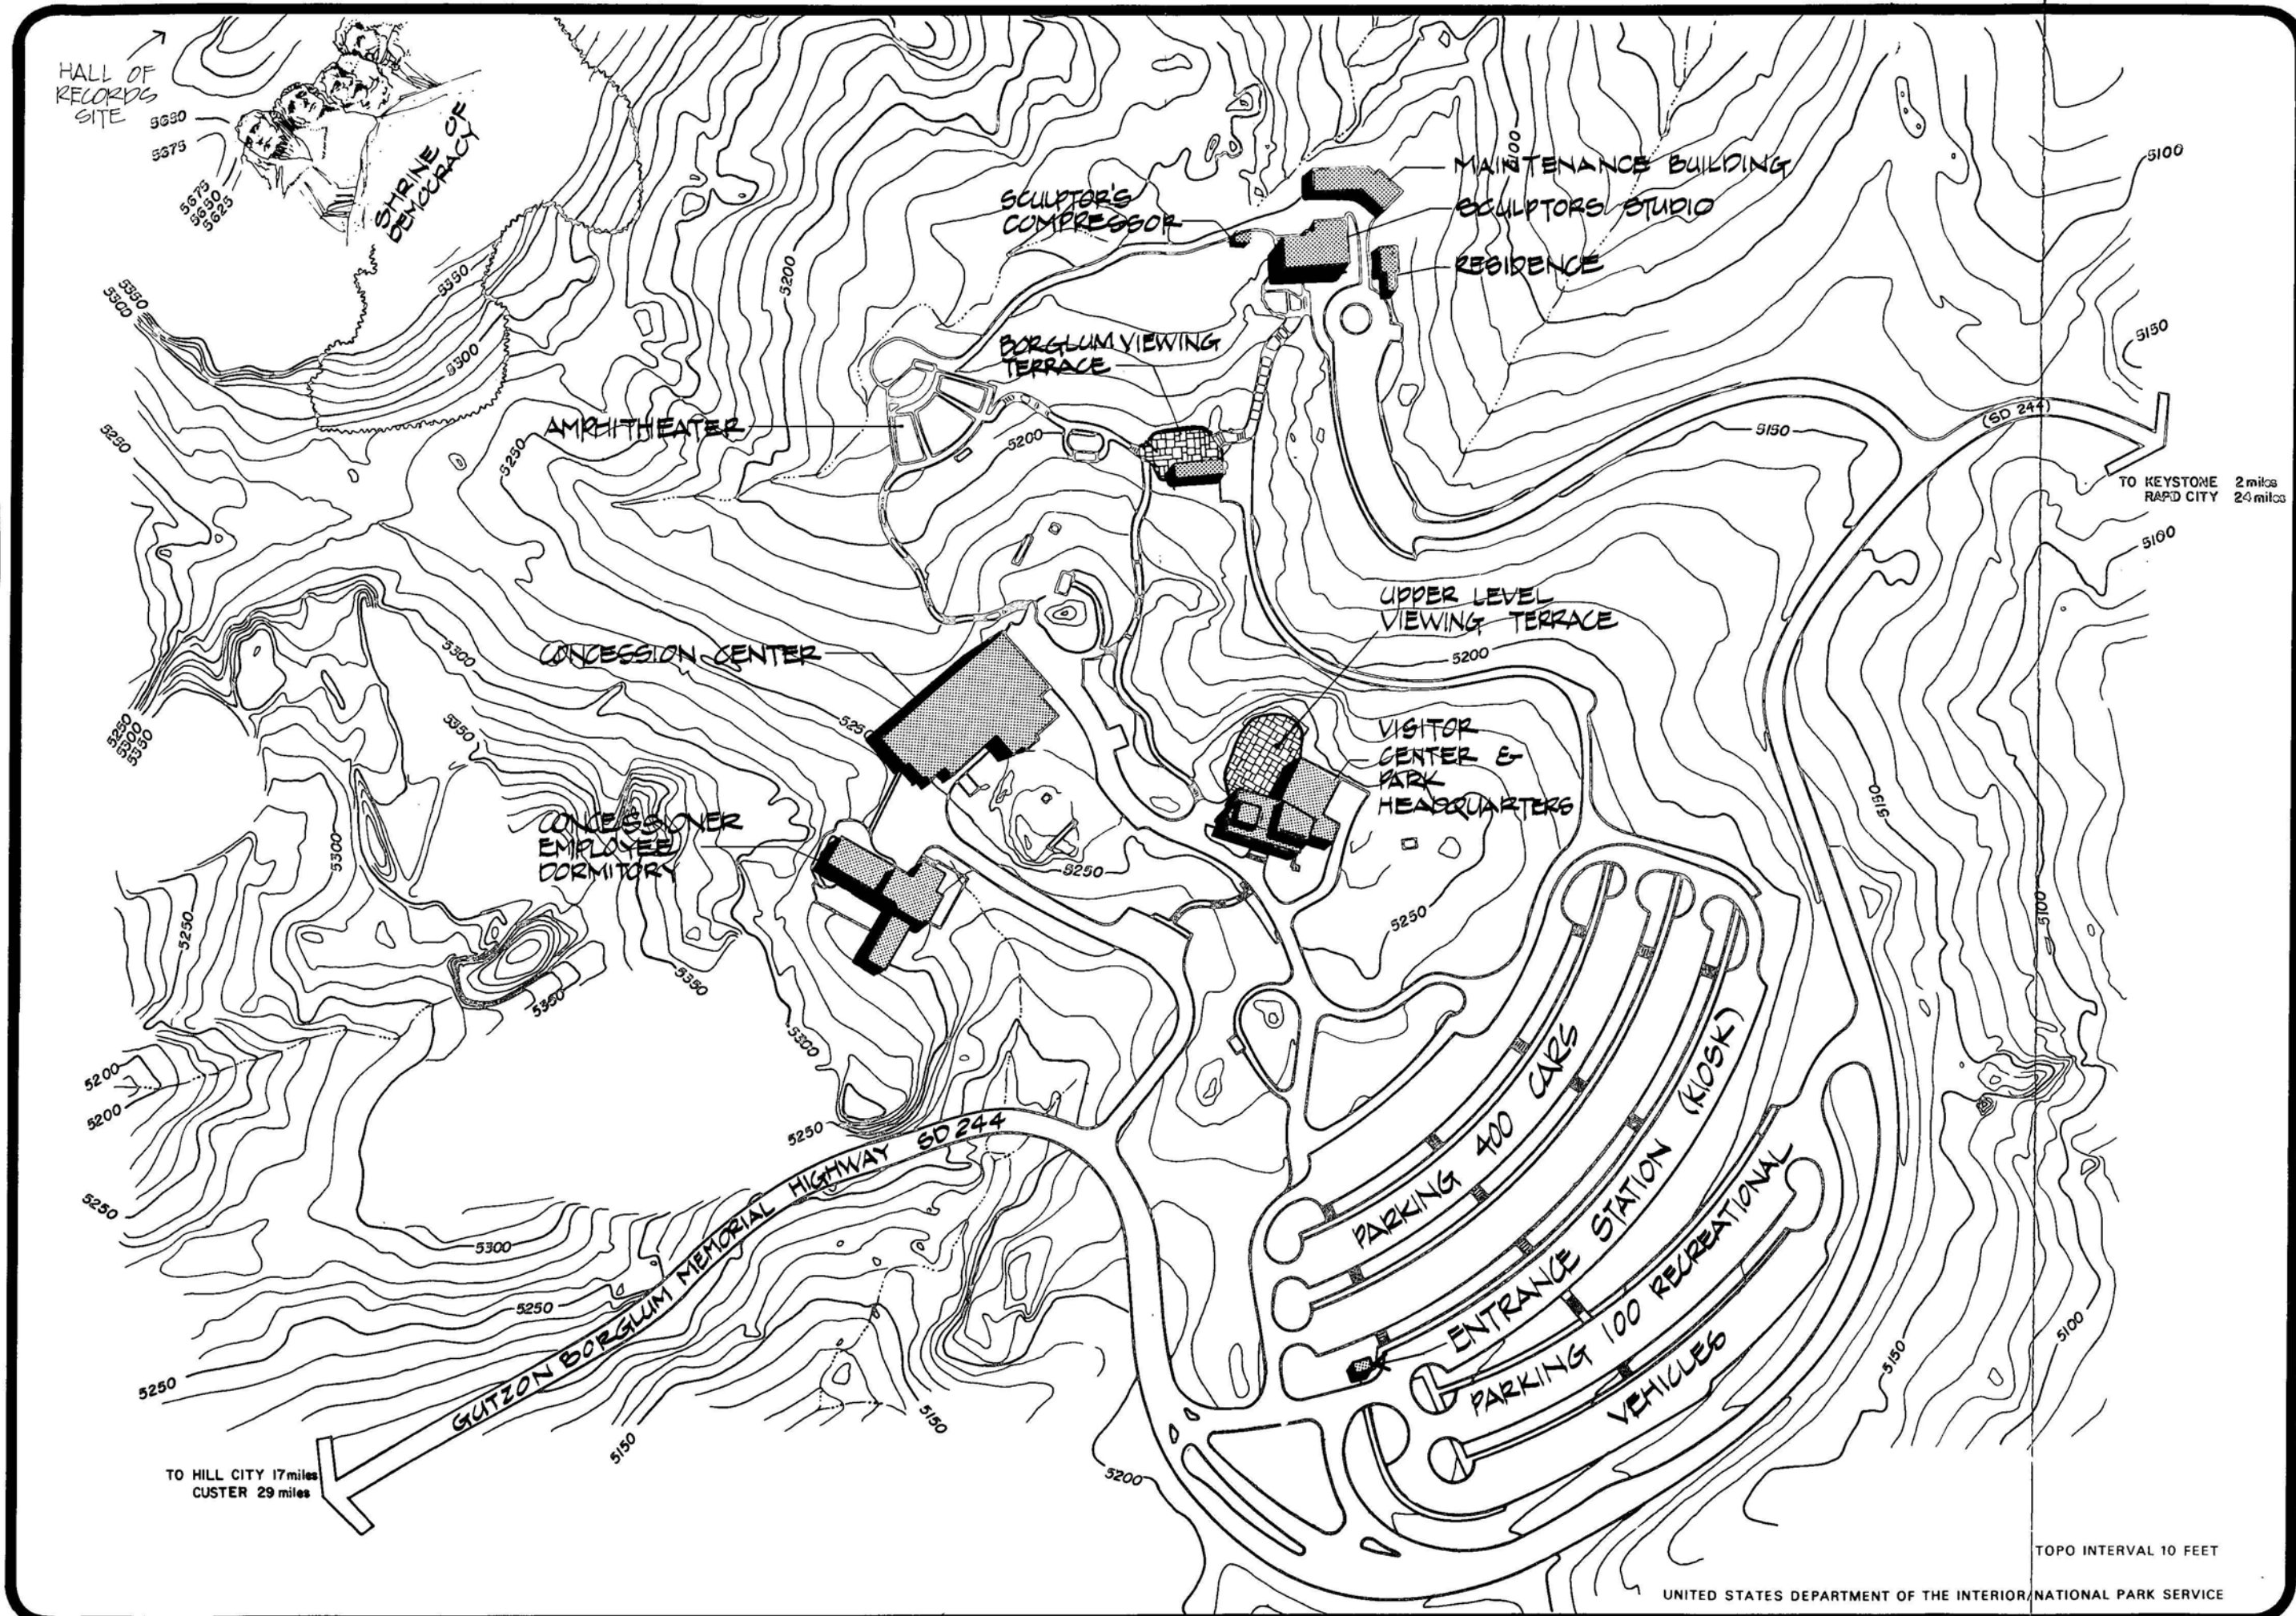 HALL OF
RECORDS
SITE
5680
5675
5675
5650
5625
SHRINE OF
DEMOCRACY
5350
5300
5350
5300
5250
5200
5100
5100
5150
SCULPTOR'S
COMPRESSOR
MAINTENANCE BUILDING
SCULPTORS STUDIO
RESIDENCE
BORGLUM VIEWING
TERRACE
AMPHITHEATER
5250
5200
5150
(SD 244)
TO KEYSTONE 2 miles
RAPID CITY 24 miles
5100
UPPER LEVEL
VIEWING TERRACE
5200
CONCESSION CENTER
5300
5250
5300
5350
5350
5250
VISITOR
CENTER &
PARK
HEADQUARTERS
5150
CONCESSIONER
EMPLOYEE
DORMITORY
5300
5250
5250
5250
5100
5350
5350
5300
5200
5200
5250
5250
GUTZON BORGLUM MEMORIAL HIGHWAY SD 244
PARKING 400 CARS
ENTRANCE STATION (KIOSK)
PARKING 100 RECREATIONAL
VEHICLES
5300
5250
5250
5150
5150
5200
5150
5100
TO HILL CITY 17 miles
CUSTER 29 miles
TOPO INTERVAL 10 FEET
UNITED STATES DEPARTMENT OF THE INTERIOR/NATIONAL PARK SERVICE